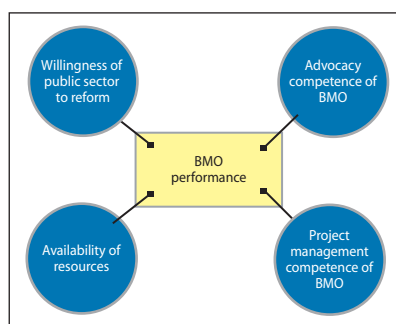 Willingness of
public sector
to reform
Advocacy
competence of
BMO
BMO
performance
Availability of
resources
Project
management
competence of
BMO